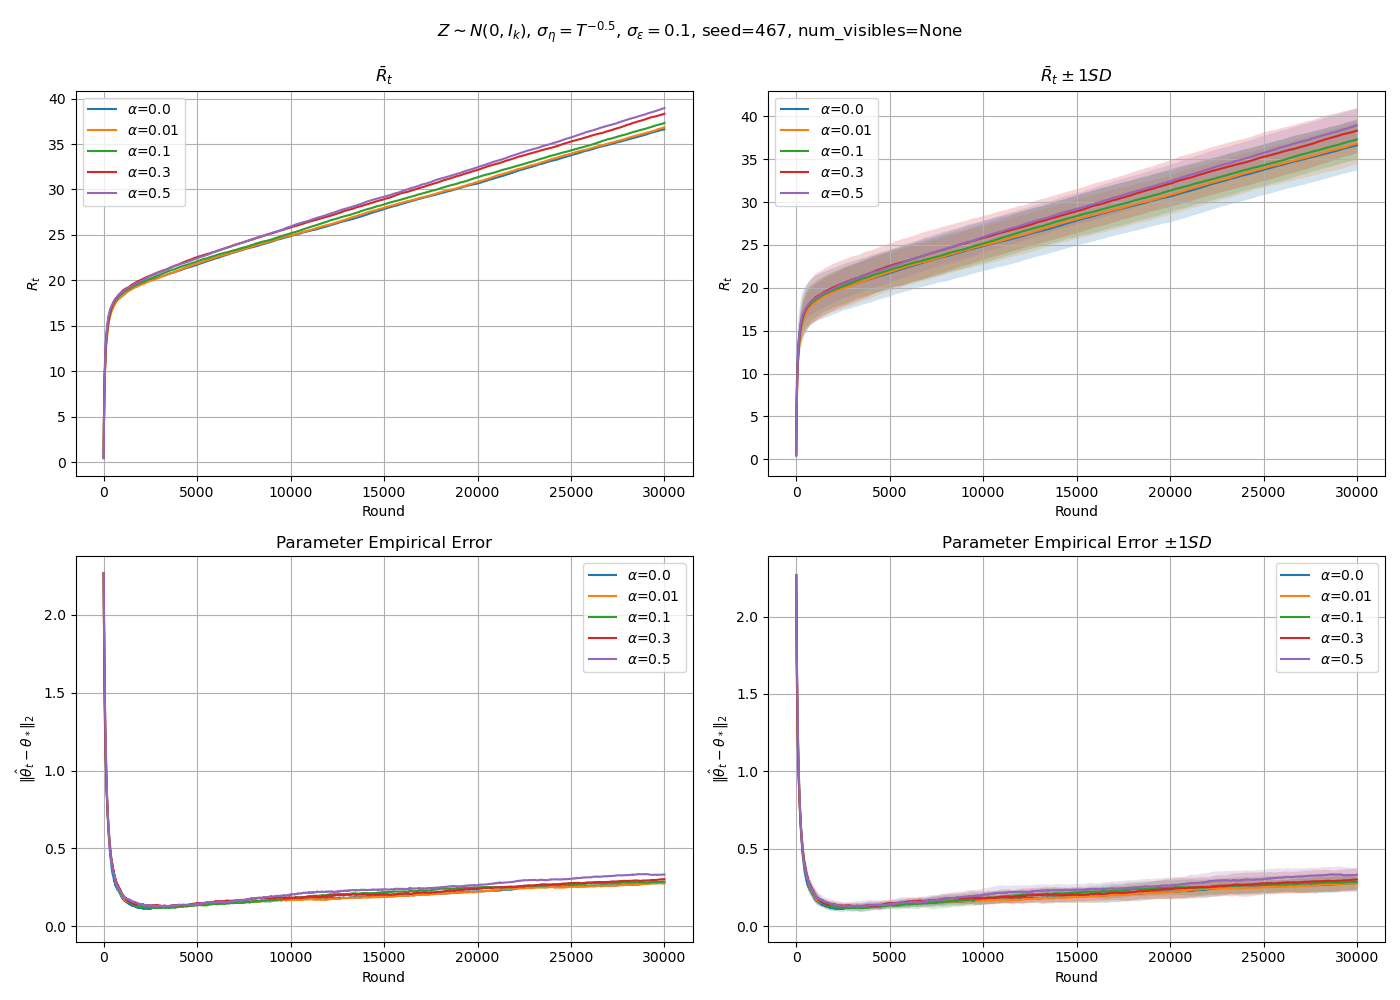 Z ∼ N(0, I_k), σ_η = T^{−0.5}, σ_ε = 0.1, seed=467, num_visibles=None
R̄_t
R̄_t ± 1SD
40
35
30
25
20
15
10
5
0
R_t
α=0.0
α=0.01
α=0.1
α=0.3
α=0.5
0 5000 10000 15000 20000 25000 30000
Round
40
35
30
25
20
15
10
5
0
R_t
α=0.0
α=0.01
α=0.1
α=0.3
α=0.5
0 5000 10000 15000 20000 25000 30000
Round
Parameter Empirical Error
2.0
1.5
1.0
0.5
0.0
‖θ̂_t − θ_*‖_2
α=0.0
α=0.01
α=0.1
α=0.3
α=0.5
0 5000 10000 15000 20000 25000 30000
Round
Parameter Empirical Error ±1SD
2.0
1.5
1.0
0.5
0.0
‖θ̂_t − θ_*‖_2
α=0.0
α=0.01
α=0.1
α=0.3
α=0.5
0 5000 10000 15000 20000 25000 30000
Round